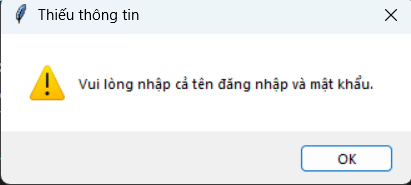 Thiếu thông tin
Vui lòng nhập cả tên đăng nhập và mật khẩu.
OK